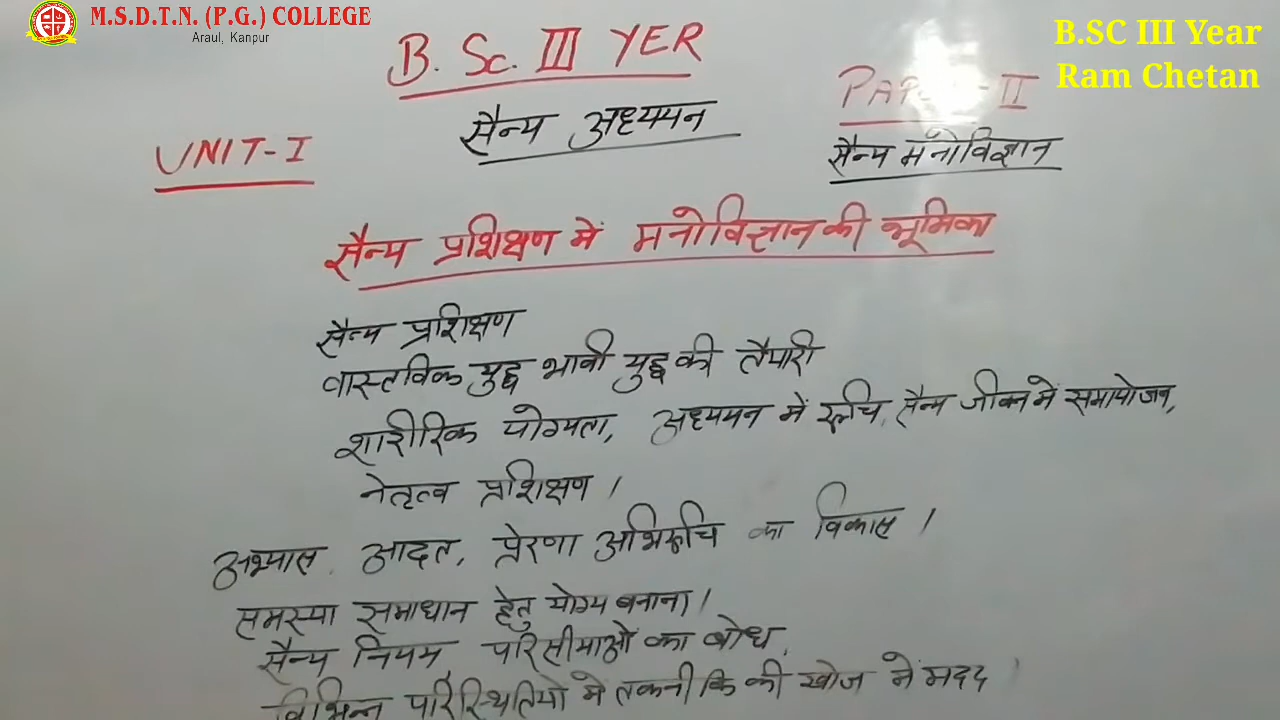 M.S.D.T.N. (P.G.) COLLEGE
Araul, Kanpur
B.SC III Year
Ram Chetan
B. Sc. III YER
सैन्य अध्ययन
UNIT-I
-II
सैन्य मनोविज्ञान
सैन्य प्रशिक्षण में मनोविज्ञान की भूमिका
सैन्य प्रशिक्षण
वास्तविक युद्ध भावी युद्ध की तैयारी
शारीरिक योग्यता, अध्ययन में रूचि, सैन्य जीवन में समायोजन,
नेतृत्व प्रशिक्षण।
अभ्यास, आदत, प्रेरणा अभिरूचि का विकास।
समस्या समाधान हेतु योग्य बनाना।
सैन्य नियम, परिसीमाओं का बोध,
विभिन्न परिस्थितियों में तकनीकि की खोज में मदद।